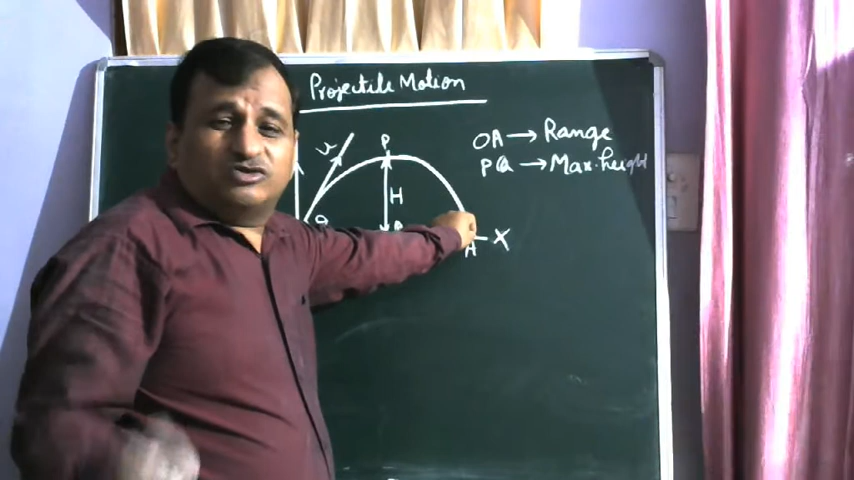 Projectile Motion
OA → Range
PQ → Max. height
u
P
H
θ
Q
A
X